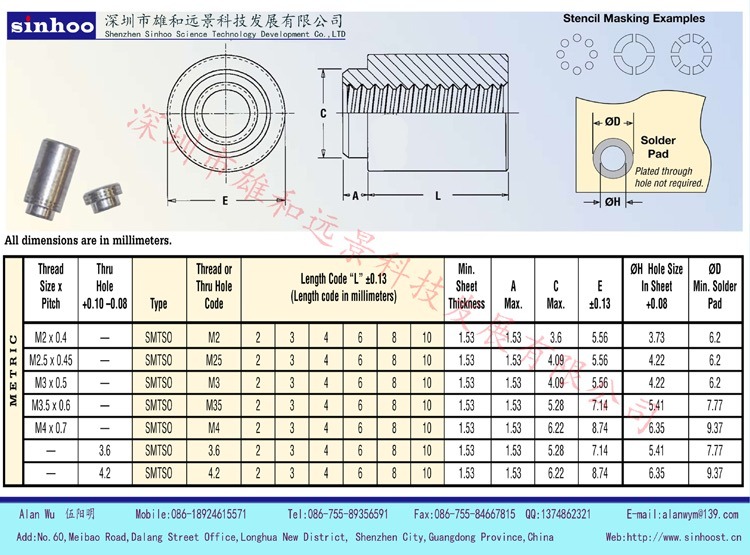 sinhoo 深圳市雄和远景科技发展有限公司
Shenzhen Sinhoo Science Technology Development Co.,LTD
Stencil Masking Examples
ØD
Solder
Pad
Plated through
hole not required.
ØH
C
E
A
L
深圳市雄和远景科技发展有限公司
All dimensions are in millimeters.
METRIC
Thread Size x Pitch Thru Hole +0.10 –0.08 Type Thread or Thru Hole Code Length Code "L" ±0.13 (Length code in millimeters) Min. Sheet Thickness A Max. C Max. E ±0.13 ØH Hole Size In Sheet +0.08 ØD Min. Solder Pad
M2 x 0.4 — SMTSO M2 2 3 4 6 8 10 1.53 1.53 3.6 5.56 3.73 6.2
M2.5 x 0.45 — SMTSO M25 2 3 4 6 8 10 1.53 1.53 4.09 5.56 4.22 6.2
M3 x 0.5 — SMTSO M3 2 3 4 6 8 10 1.53 1.53 4.09 5.56 4.22 6.2
M3.5 x 0.6 — SMTSO M35 2 3 4 6 8 10 1.53 1.53 5.28 7.14 5.41 7.77
M4 x 0.7 — SMTSO M4 2 3 4 6 8 10 1.53 1.53 6.22 8.74 6.35 9.37
— 3.6 SMTSO 3.6 2 3 4 6 8 10 1.53 1.53 5.28 7.14 5.41 7.77
— 4.2 SMTSO 4.2 2 3 4 6 8 10 1.53 1.53 6.22 8.74 6.35 9.37
Alan Wu 伍阳明 Mobile:086-18924615571 Tel:086-755-89356591 Fax:086-755-84667815 QQ:1374862321 E-mail:alanwym@139.com
Add:No.60,Meibao Road,Dalang Street Office,Longhua New District, Shenzhen City,Guangdong Province,China Web:http://www.sinhoost.cn